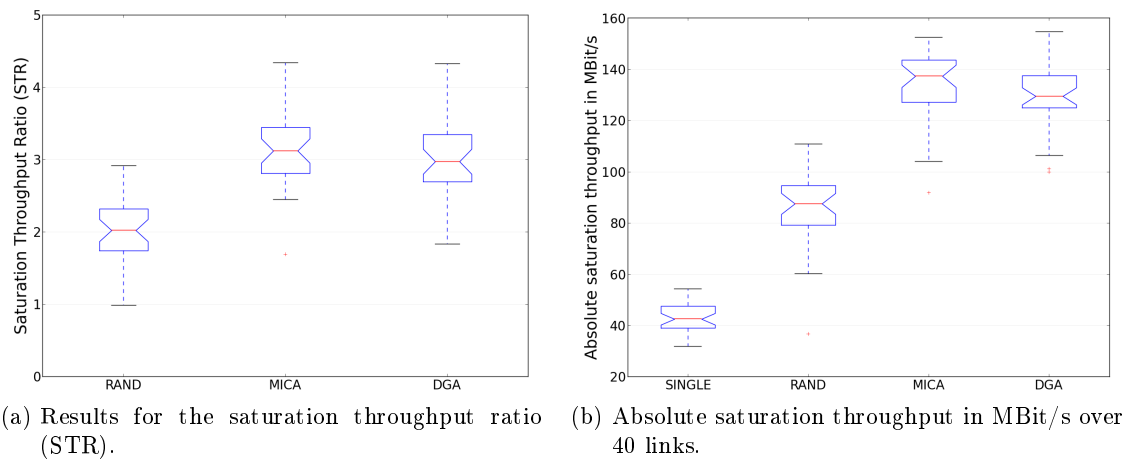 Saturation Throughput Ratio (STR)
5
4
3
2
1
0
RAND MICA DGA
(a) Results for the saturation throughput ratio
(STR).
Absolute saturation throughput in MBit/s
160
140
120
100
80
60
40
20
SINGLE RAND MICA DGA
(b) Absolute saturation throughput in MBit/s over
40 links.